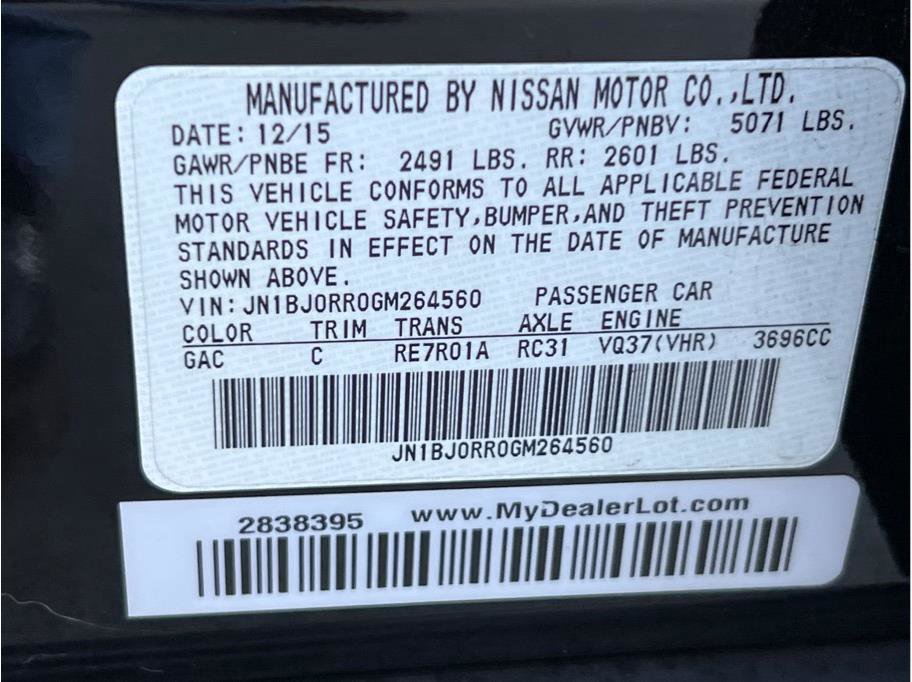 MANUFACTURED BY NISSAN MOTOR CO.,LTD.
DATE: 12/15 GVWR/PNBV: 5071 LBS.
GAWR/PNBE FR: 2491 LBS. RR: 2601 LBS.
THIS VEHICLE CONFORMS TO ALL APPLICABLE FEDERAL
MOTOR VEHICLE SAFETY,BUMPER,AND THEFT PREVENTION
STANDARDS IN EFFECT ON THE DATE OF MANUFACTURE
SHOWN ABOVE.
VIN:JN1BJ0RR0GM264560 PASSENGER CAR
COLOR TRIM TRANS AXLE ENGINE
GAC C RE7R01A RC31 VQ37(VHR) 3696CC
JN1BJ0RR0GM264560
2838395 www.MyDealerLot.com